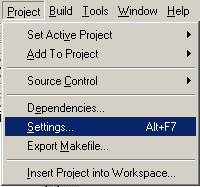 Project Build Tools Window Help
Set Active Project
Add To Project
Source Control
Dependencies...
Settings... Alt+F7
Export Makefile...
Insert Project into Workspace...